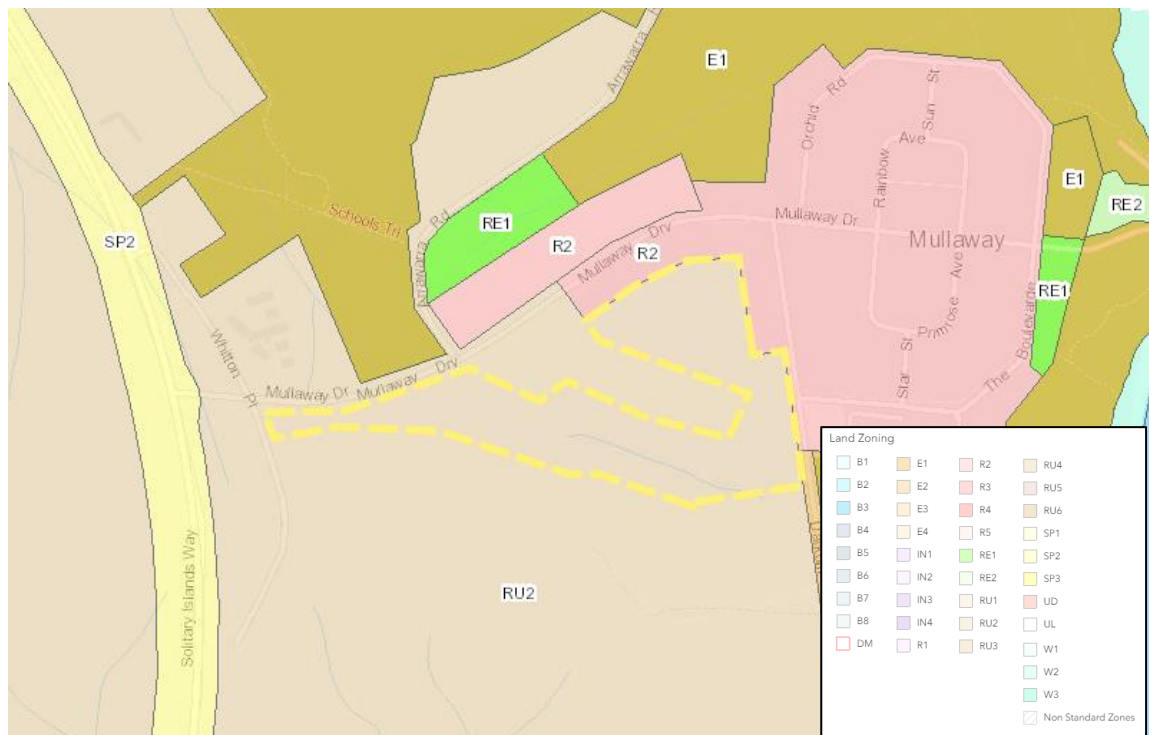 Arrawarra
E1
Orchid Rd
Sun St
Rainbow Ave
E1
RE2
Schools Trl
Arrawarra Rd
RE1
R2
Mullaway Drv
R2
Mullaway Dr
Mullaway
SP2
RE1
Primrose Ave
The Boulevarde
Star St
Whitton Pl
Mullaway Dr
Mullaway Drv
Solitary Islands Way
RU2
Land Zoning
B1
B2
B3
B4
B5
B6
B7
B8
DM
E1
E2
E3
E4
IN1
IN2
IN3
IN4
R1
R2
R3
R4
R5
RE1
RE2
RU1
RU2
RU3
RU4
RU5
RU6
SP1
SP2
SP3
UD
UL
W1
W2
W3
Non Standard Zones